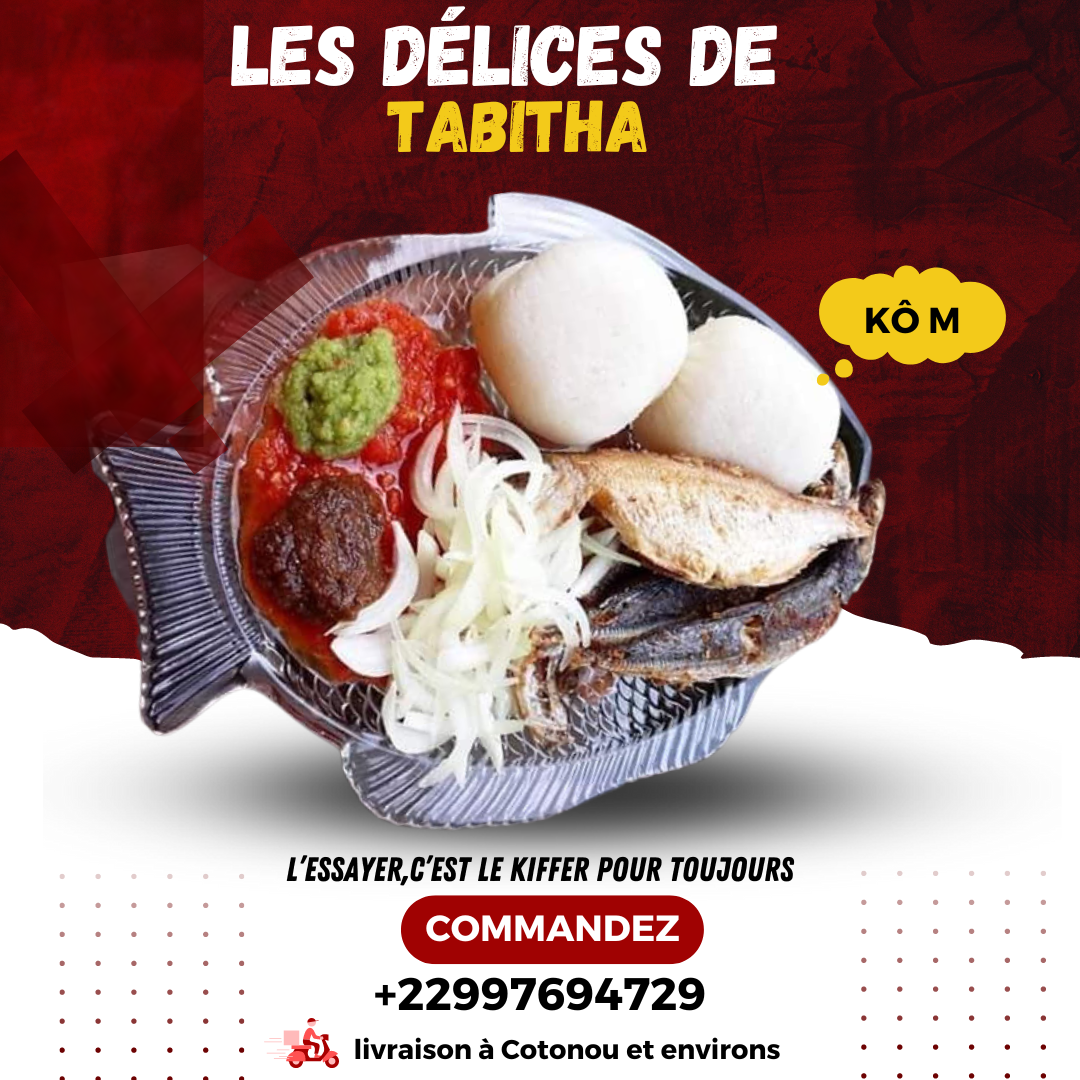 LES DÉLICES DE
TABITHA
KÔ M
L'ESSAYER,C'EST LE KIFFER POUR TOUJOURS
COMMANDEZ
+22997694729
livraison à Cotonou et environs